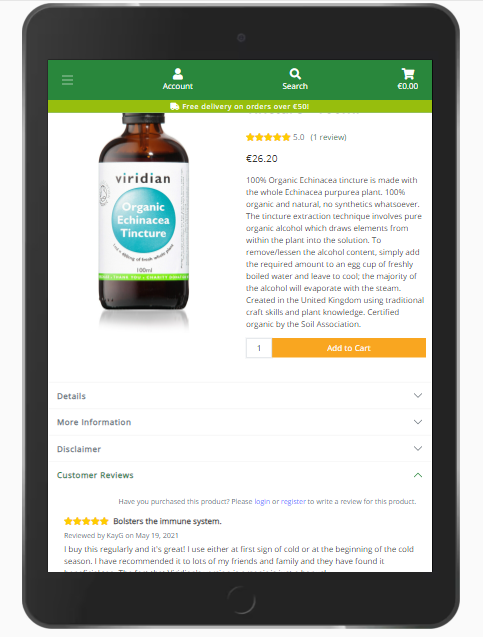 Account
Search
€0.00
Free delivery on orders over €50!
5.0 (1 review)
€26.20
viridian
Organic
Echinacea
Tincture
100ml
100% Organic Echinacea tincture is made with
the whole Echinacea purpurea plant. 100%
organic and natural, no synthetics whatsoever.
The tincture extraction technique involves pure
organic alcohol which draws elements from
within the plant into the solution. To
remove/lessen the alcohol content, simply add
the required amount to an egg cup of freshly
boiled water and leave to cool; the majority of
the alcohol will evaporate with the steam.
Created in the United Kingdom using traditional
craft skills and plant knowledge. Certified
organic by the Soil Association.
1
Add to Cart
Details
More Information
Disclaimer
Customer Reviews
Have you purchased this product? Please login or register to write a review for this product.
Bolsters the immune system.
Reviewed by KayG on May 19, 2021
I buy this regularly and it's great! I use either at first sign of cold or at the beginning of the cold
season. I have recommended it to lots of my friends and family and they have found it